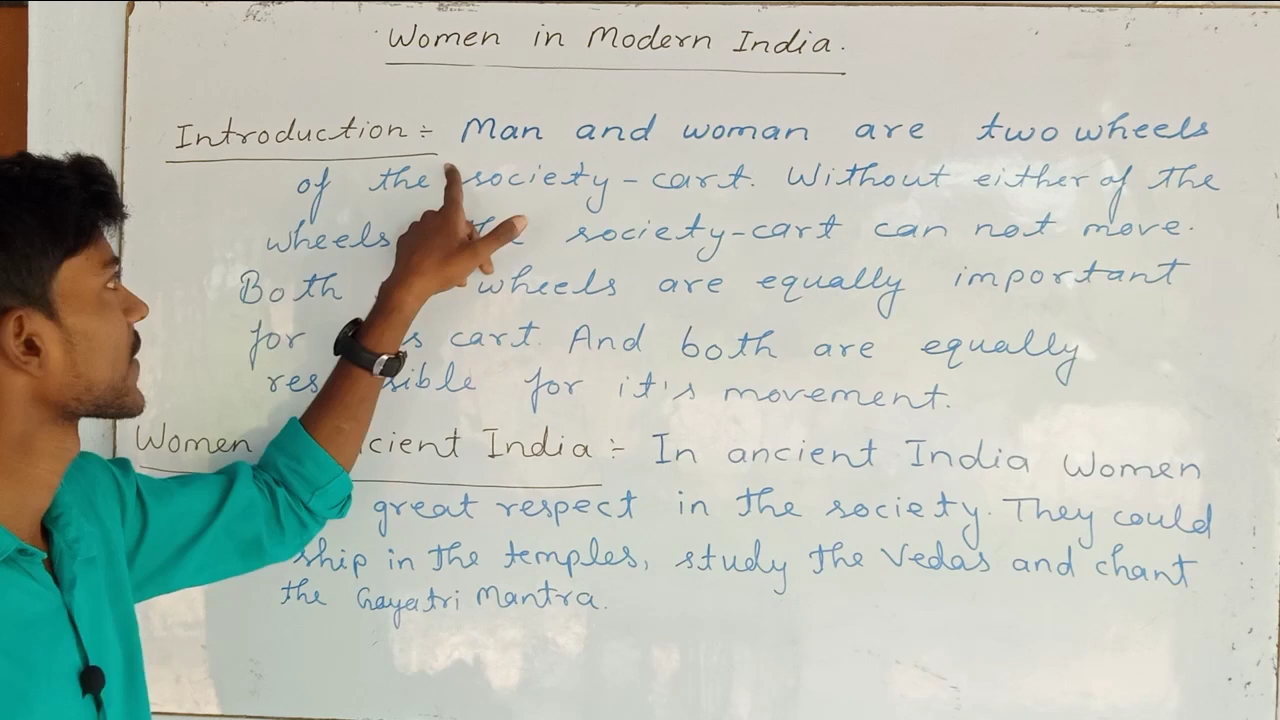 Women in Modern India.
Introduction :- Man and woman are two wheels
of the society-cart. Without either of the
wheels society-cart can not move.
Both wheels are equally important
for cart. And both are equally
for it's movement.
Women India :- In ancient India Women
great respect in the society. They could
in the temples, study the Vedas and chant
the Gayatri Mantra.